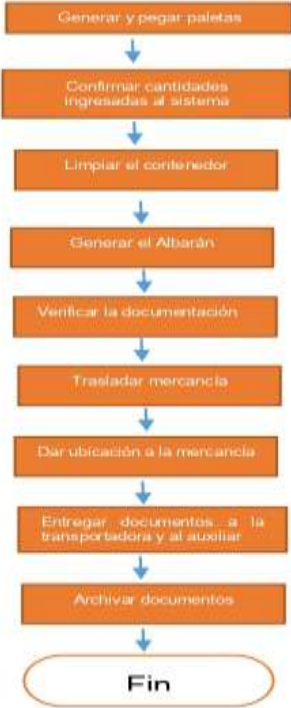 Generar y pegar paletas
Confirmar cantidades
ingresadas al sistema
Limpiar el contenedor
Generar el Albarán
Verificar la documentación
Trasladar mercancía
Dar ubicación a la mercancía
Entregar documentos a la
transportadora y al auxiliar
Archivar documentos
Fin